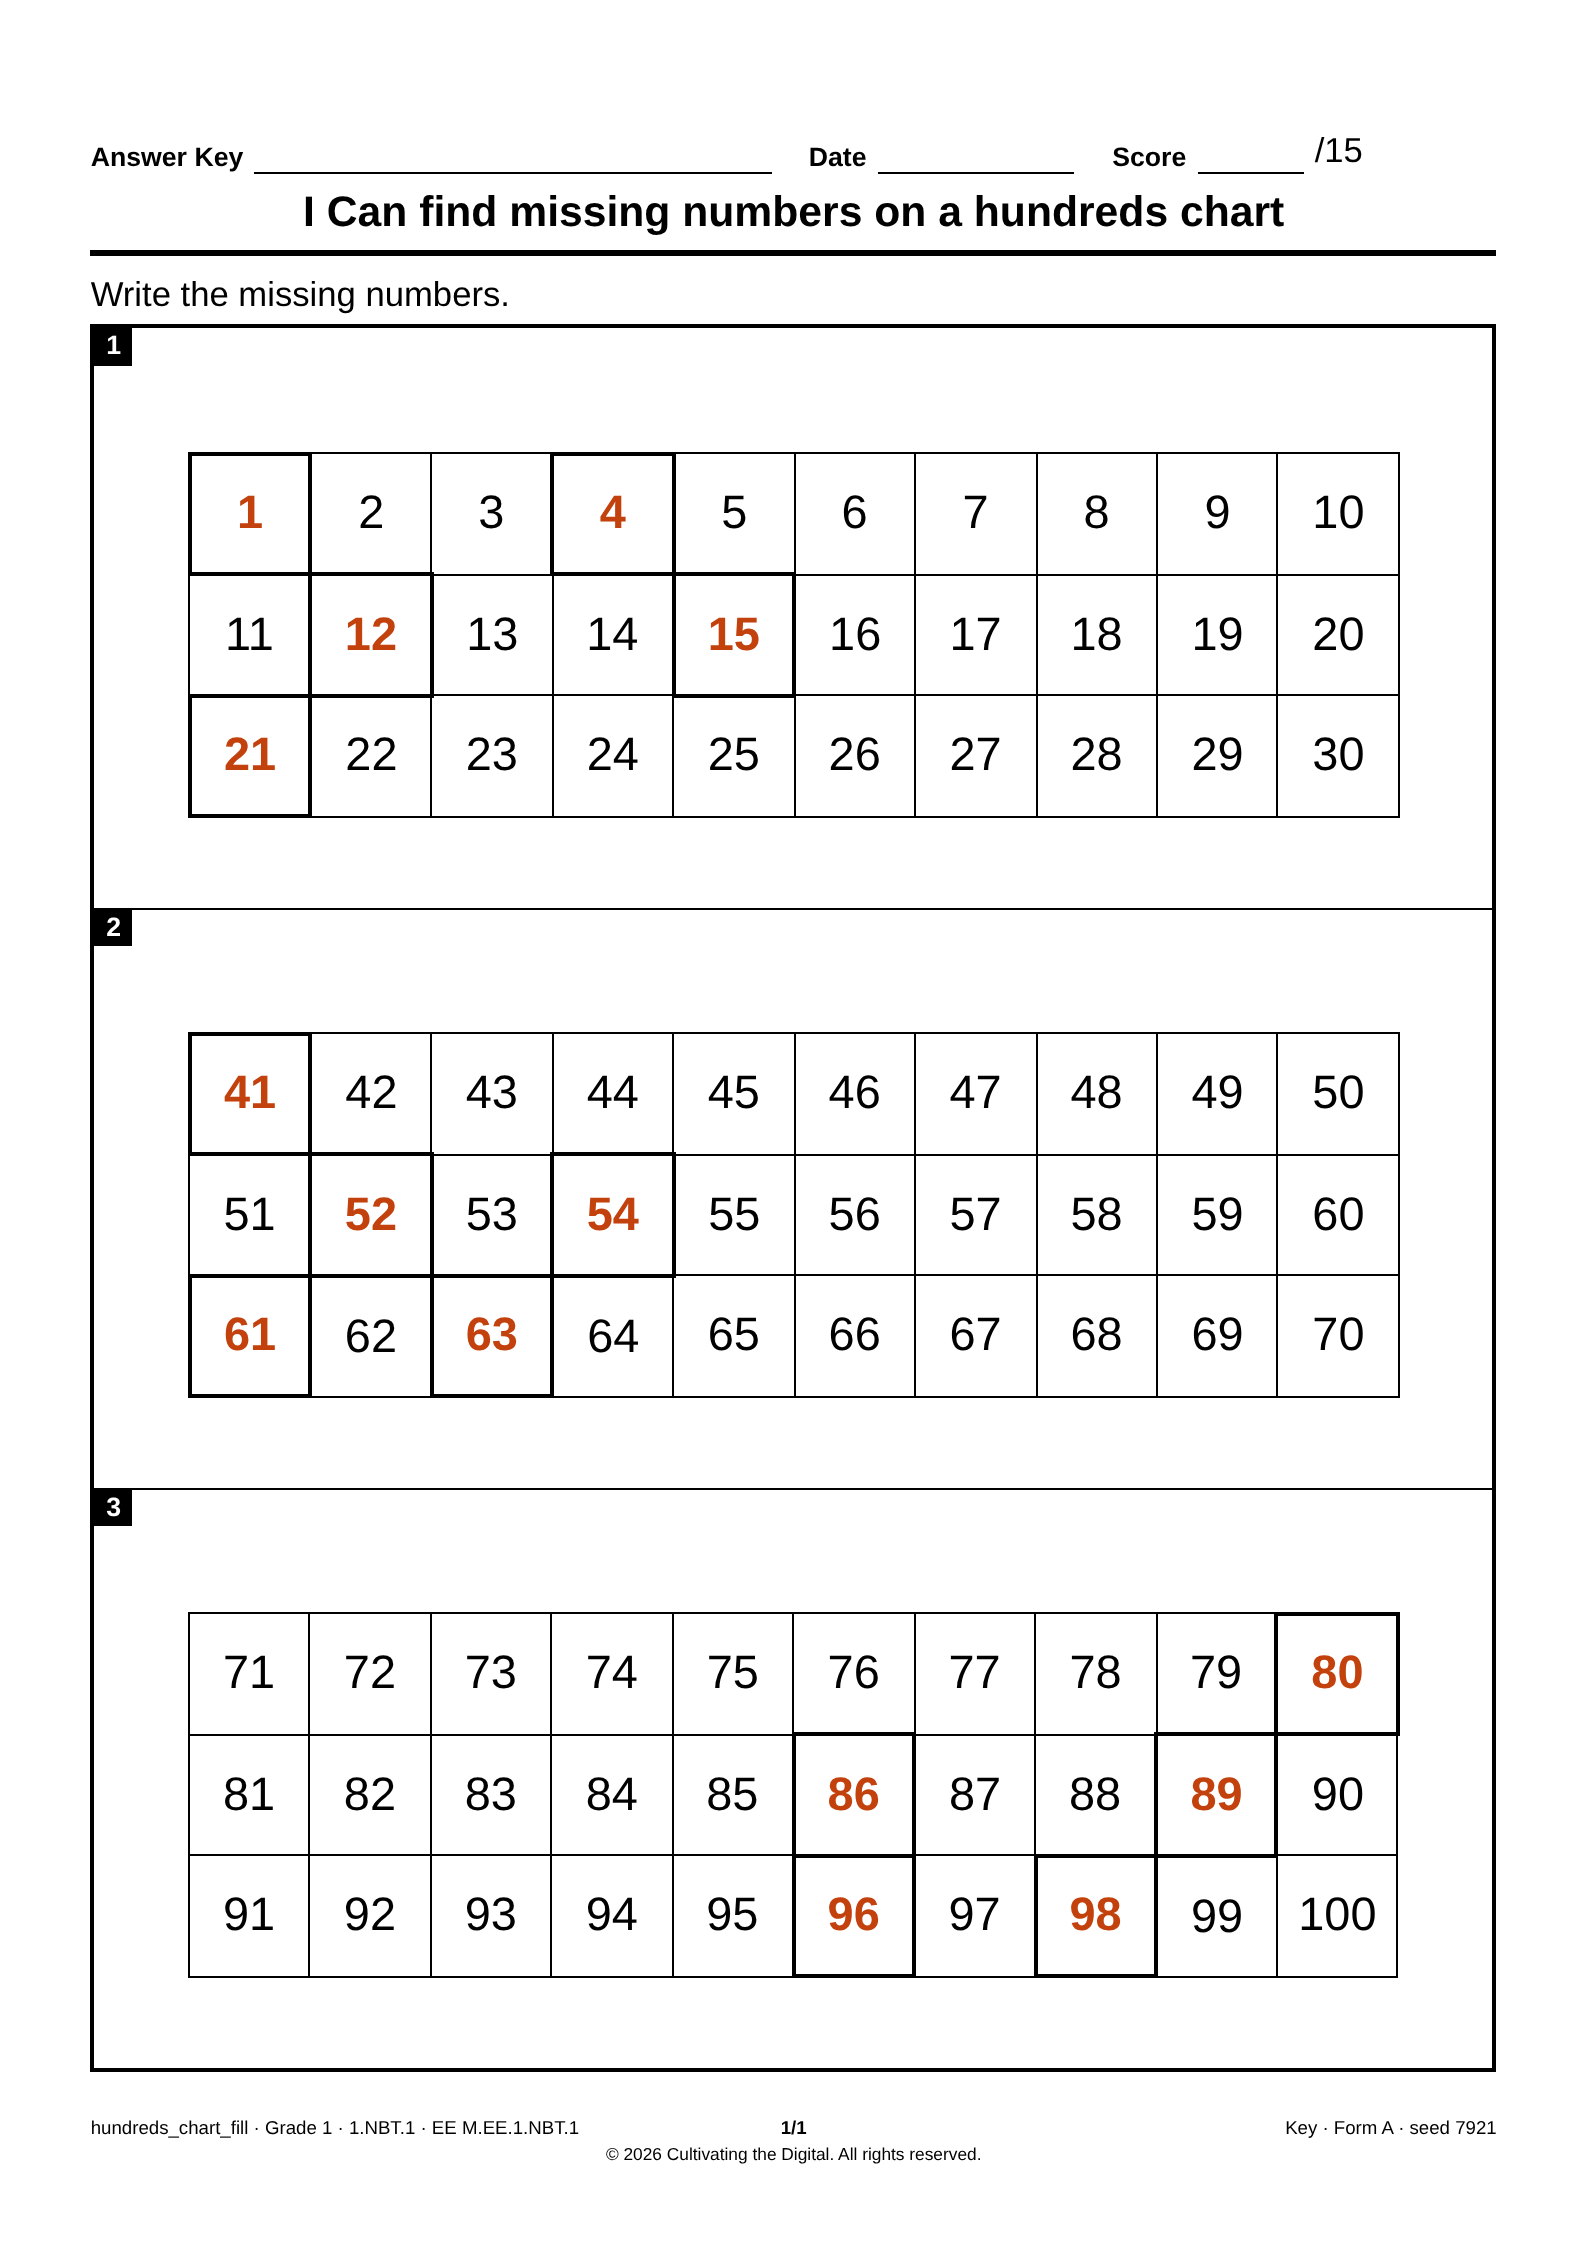 Answer Key Date Score /15
I Can find missing numbers on a hundreds chart
Write the missing numbers.
1
1 2 3 4 5 6 7 8 9 10
11 12 13 14 15 16 17 18 19 20
21 22 23 24 25 26 27 28 29 30
2
41 42 43 44 45 46 47 48 49 50
51 52 53 54 55 56 57 58 59 60
61 62 63 64 65 66 67 68 69 70
3
71 72 73 74 75 76 77 78 79 80
81 82 83 84 85 86 87 88 89 90
91 92 93 94 95 96 97 98 99 100
hundreds_chart_fill · Grade 1 · 1.NBT.1 · EE M.EE.1.NBT.1 1/1 Key · Form A · seed 7921
© 2026 Cultivating the Digital. All rights reserved.